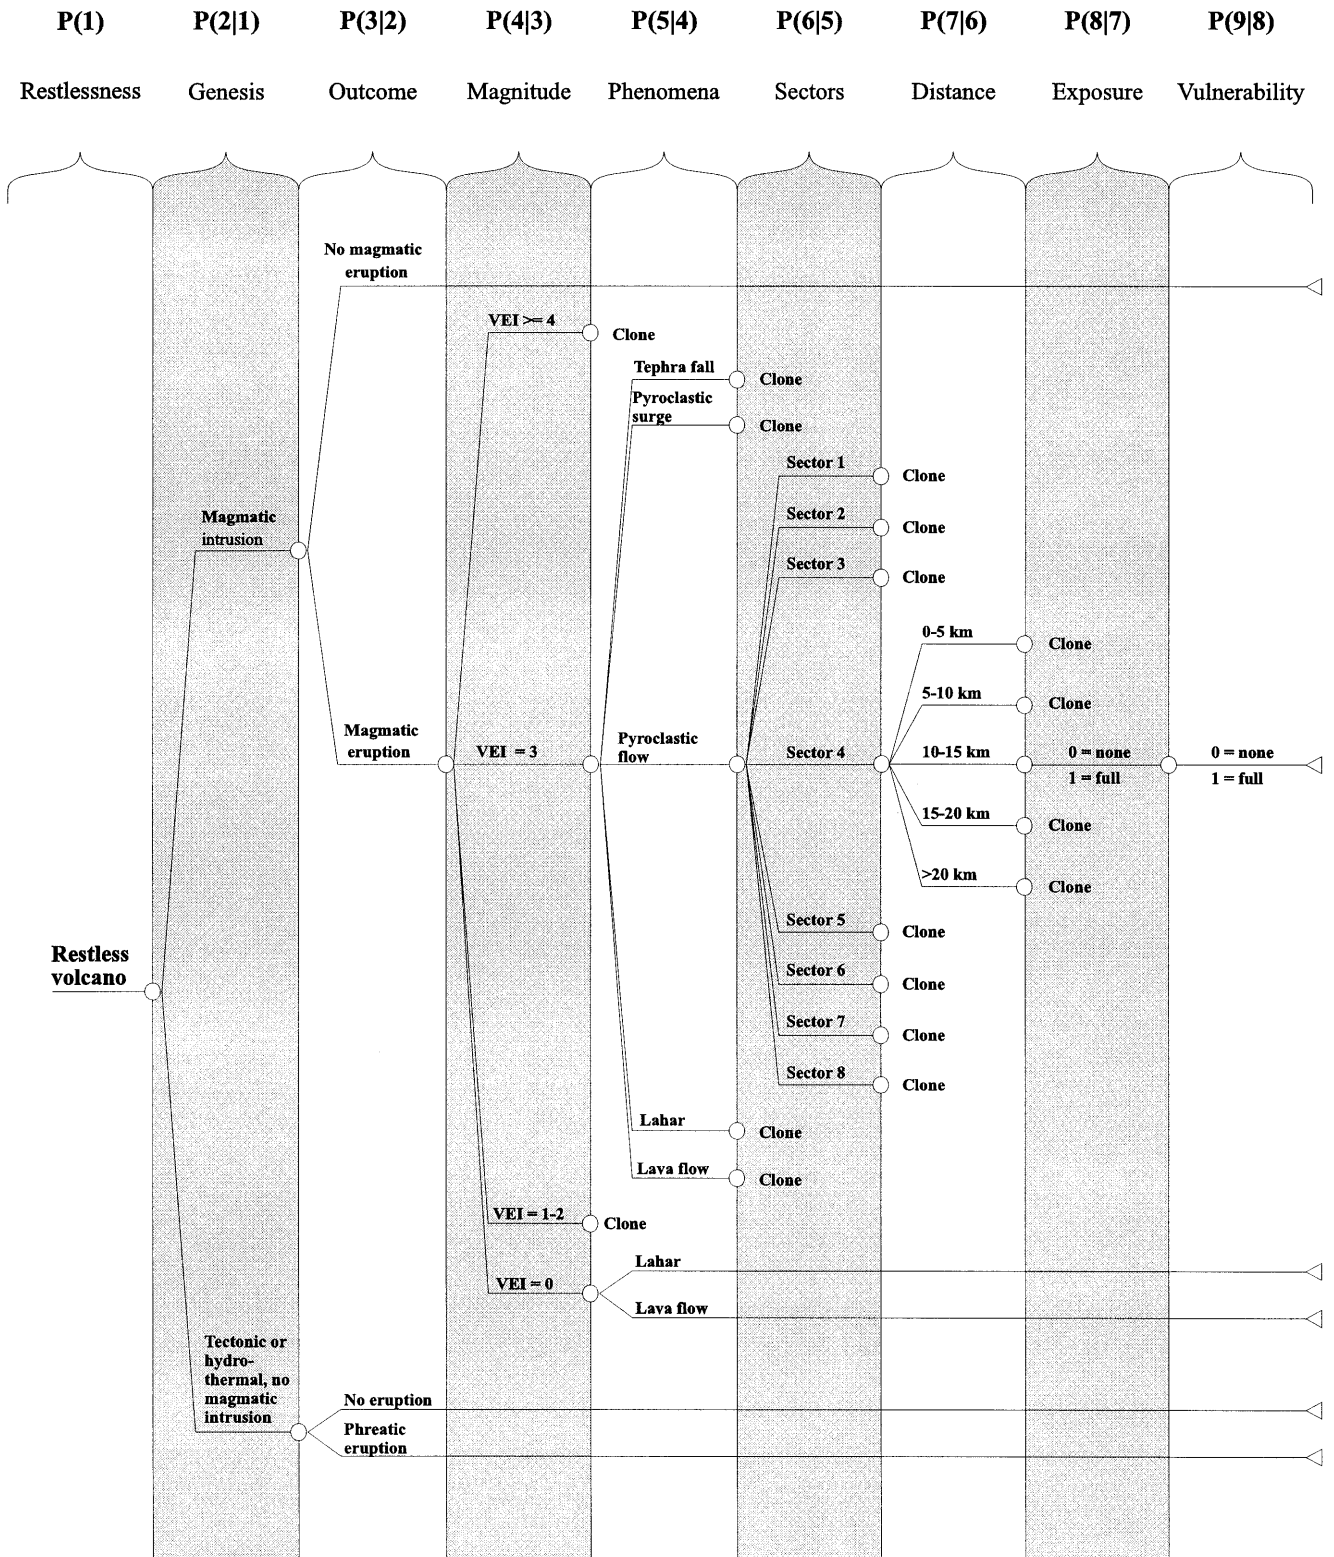 P(1) P(2|1) P(3|2) P(4|3) P(5|4) P(6|5) P(7|6) P(8|7) P(9|8)
Restlessness Genesis Outcome Magnitude Phenomena Sectors Distance Exposure Vulnerability
No magmatic
eruption
VEI >= 4
Clone
Tephra fall
Clone
Pyroclastic
surge
Clone
Sector 1
Clone
Magmatic
intrusion
Sector 2
Clone
Sector 3
Clone
0-5 km
Clone
5-10 km
Clone
Magmatic
eruption
VEI = 3
Pyroclastic
flow
Sector 4
10-15 km
0 = none
1 = full
0 = none
1 = full
15-20 km
Clone
>20 km
Clone
Sector 5
Clone
Restless
volcano
Sector 6
Clone
Sector 7
Clone
Sector 8
Clone
Lahar
Clone
Lava flow
Clone
VEI = 1-2
Clone
VEI = 0
Lahar
Lava flow
Tectonic or
hydro-
thermal, no
magmatic
intrusion
No eruption
Phreatic
eruption